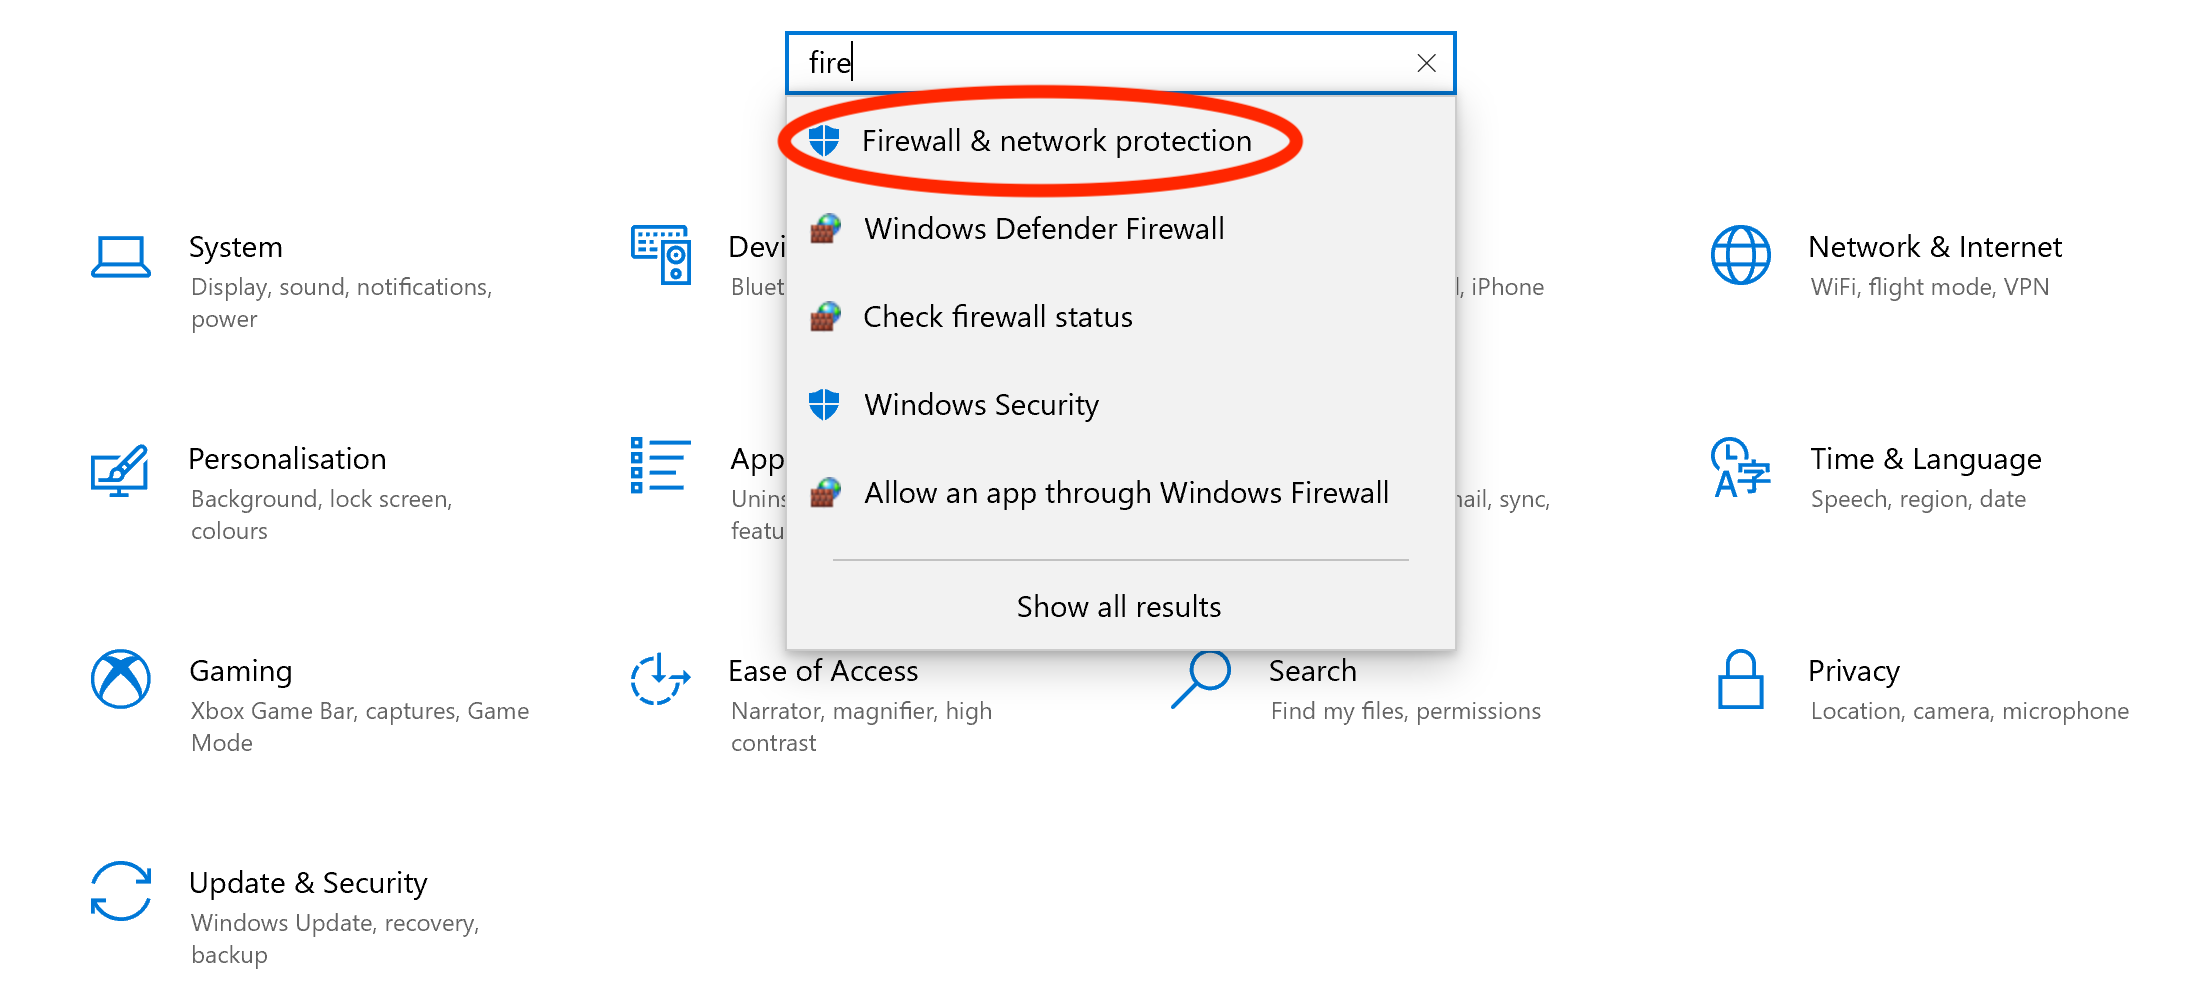 fire
Firewall & network protection
Windows Defender Firewall
Check firewall status
Windows Security
Allow an app through Windows Firewall
Show all results
System
Display, sound, notifications,
power
Devi
Bluet
l, iPhone
Network & Internet
WiFi, flight mode, VPN
Personalisation
Background, lock screen,
colours
App
Unins
featu
ail, sync,
Time & Language
Speech, region, date
Gaming
Xbox Game Bar, captures, Game
Mode
Ease of Access
Narrator, magnifier, high
contrast
Search
Find my files, permissions
Privacy
Location, camera, microphone
Update & Security
Windows Update, recovery,
backup